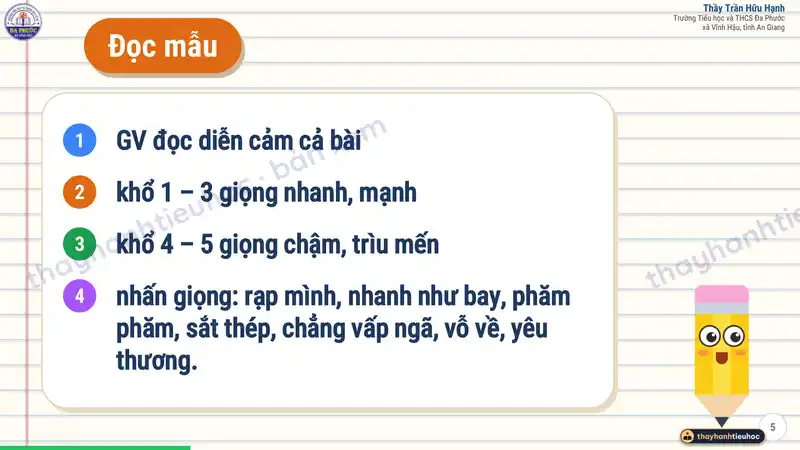 Thầy Trần Hữu Hạnh
Trường Tiểu học và THCS Đa Phước
xã Vĩnh Hậu, tỉnh An Giang
ĐA PHƯỚC
Đọc mẫu
1 GV đọc diễn cảm cả bài
2 khổ 1 – 3 giọng nhanh, mạnh
3 khổ 4 – 5 giọng chậm, trìu mến
4 nhấn giọng: rạp mình, nhanh như bay, phăm
phăm, sắt thép, chẳng vấp ngã, vỗ về, yêu
thương.
5
thayhanhtieuhoc